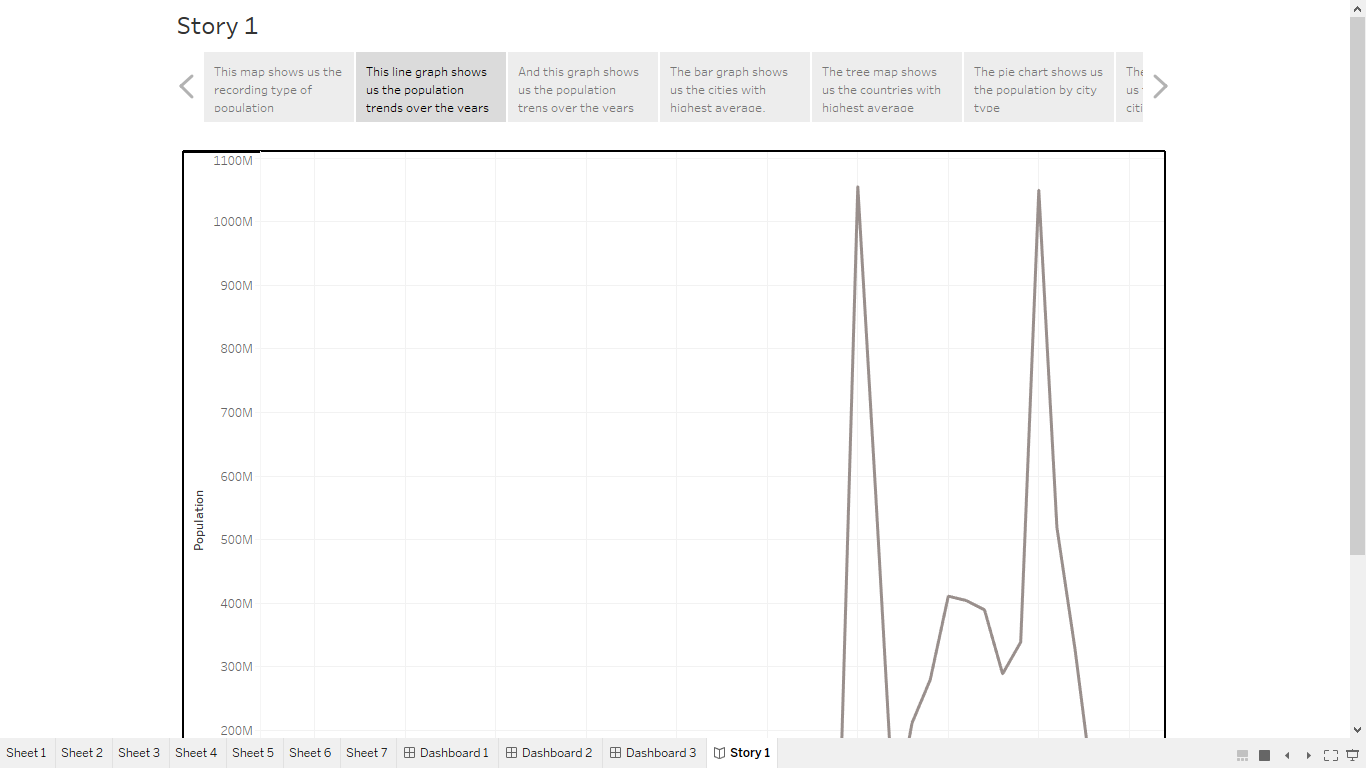 Story 1
This map shows us the
recording type of
population
This line graph shows
us the population
trends over the years
And this graph shows
us the population
trens over the years
The bar graph shows
us the cities with
highest average.
The tree map shows
us the countries with
highest average
The pie chart shows us
the population by city
type
The
us
citi
1100M
1000M
900M
800M
700M
600M
500M
400M
300M
200M
Population
Sheet 1 Sheet 2 Sheet 3 Sheet 4 Sheet 5 Sheet 6 Sheet 7 Dashboard 1 Dashboard 2 Dashboard 3 Story 1